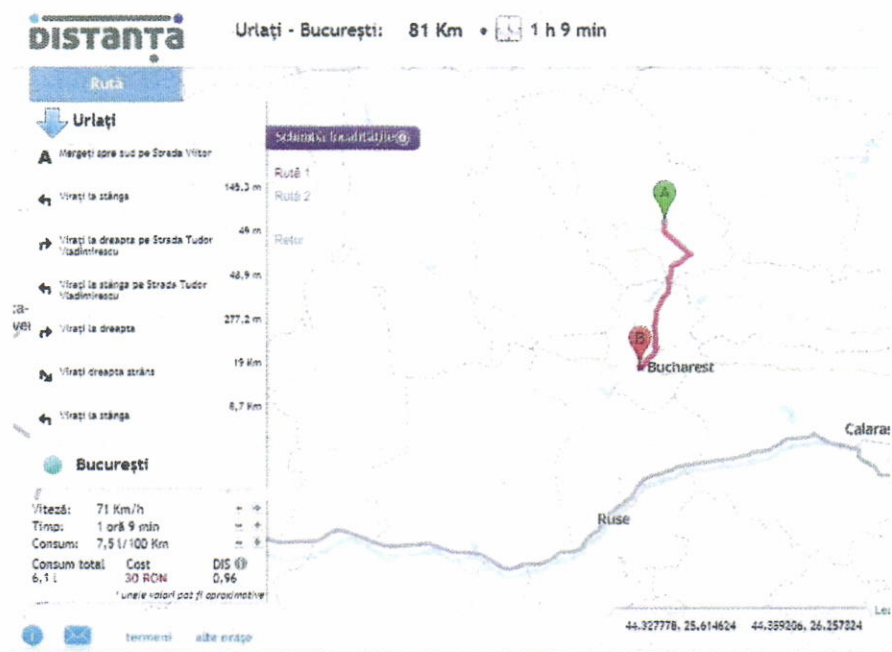 DISTANȚA
Urlați - București: 81 Km • 1 h 9 min
Rută
Urlați
A Mergeți spre sud pe Strada Viitor
145,3 m
Virați la stânga
49 m
Virați la dreapta pe Strada Tudor
Vladimirescu
48,9 m
Virați la stânga pe Strada Tudor
Vladimirescu
277,2 m
Virați la dreapta
19 Km
Virați dreapta strâns
6,7 Km
Virați la stânga
București
Viteză: 71 Km/h
Timp: 1 oră 9 min
Consum: 7,5 l/100 Km
Consum total Cost DIS
6,1 l 30 RON 0,96
* unele valori pot fi aproximative
termeni alte orașe
Schimbă localitățile
Rută 1
Rută 2
Retur
A
B
Bucharest
Calaras
Ruse
44.327778, 25.614624 44.359206, 26.257324
Lea